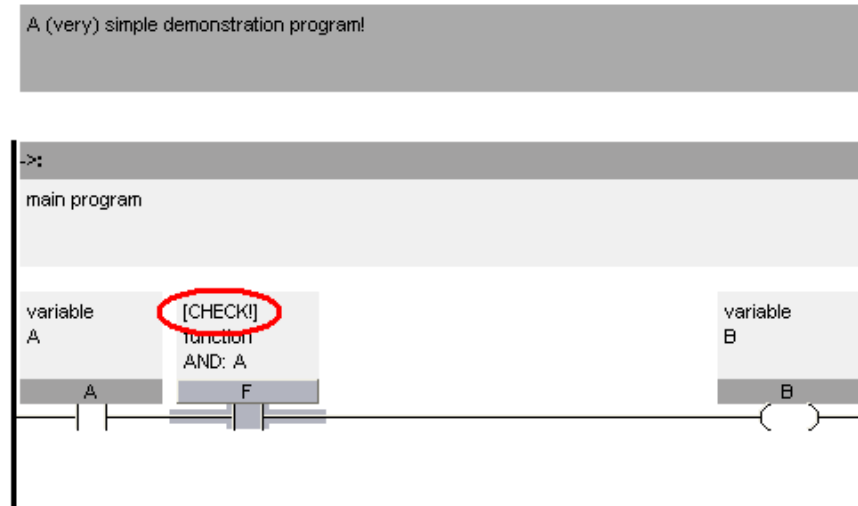 A (very) simple demonstration program!
->:
main program
variable
A
[CHECK!]
function
AND: A
variable
B
A
F
B